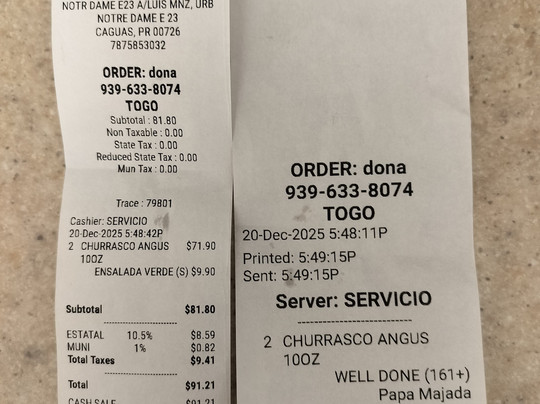 NOTR DAME E23 A/LUIS MNZ, URB
NOTRE DAME E 23
CAGUAS, PR 00726
7875853032
ORDER: dona
939-633-8074
TOGO
Subtotal : 81.80
Non Taxable : 0.00
State Tax : 0.00
Reduced State Tax : 0.00
Mun Tax : 0.00
Trace : 79801
Cashier: SERVICIO
20-Dec-2025 5:48:42P
2 CHURRASCO ANGUS $71.90
10OZ
ENSALADA VERDE (S) $9.90
Subtotal $81.80
ESTATAL 10.5% $8.59
MUNI 1% $0.82
Total Taxes $9.41
Total $91.21
CASH SALE $91.21
ORDER: dona
939-633-8074
TOGO
20-Dec-2025 5:48:11P
Printed: 5:49:15P
Sent: 5:49:15P
Server: SERVICIO
2 CHURRASCO ANGUS
10OZ
WELL DONE (161+)
Papa Majada